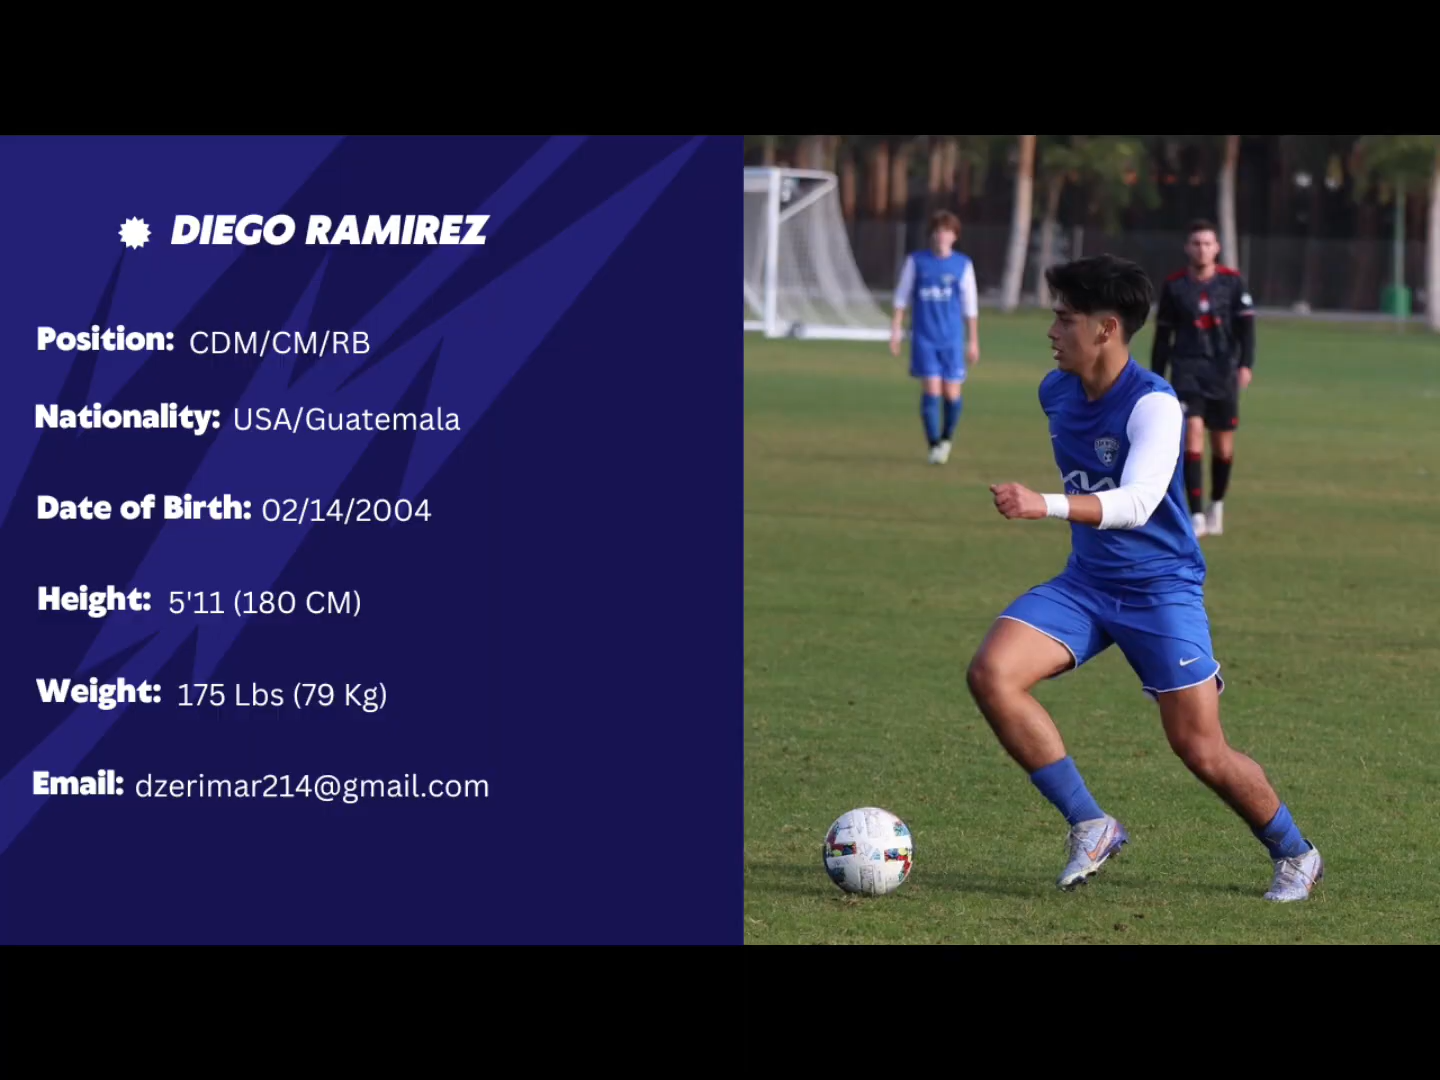 DIEGO RAMIREZ
Position: CDM/CM/RB
Nationality: USA/Guatemala
Date of Birth: 02/14/2004
Height: 5'11 (180 CM)
Weight: 175 Lbs (79 Kg)
Email: dzerimar214@gmail.com